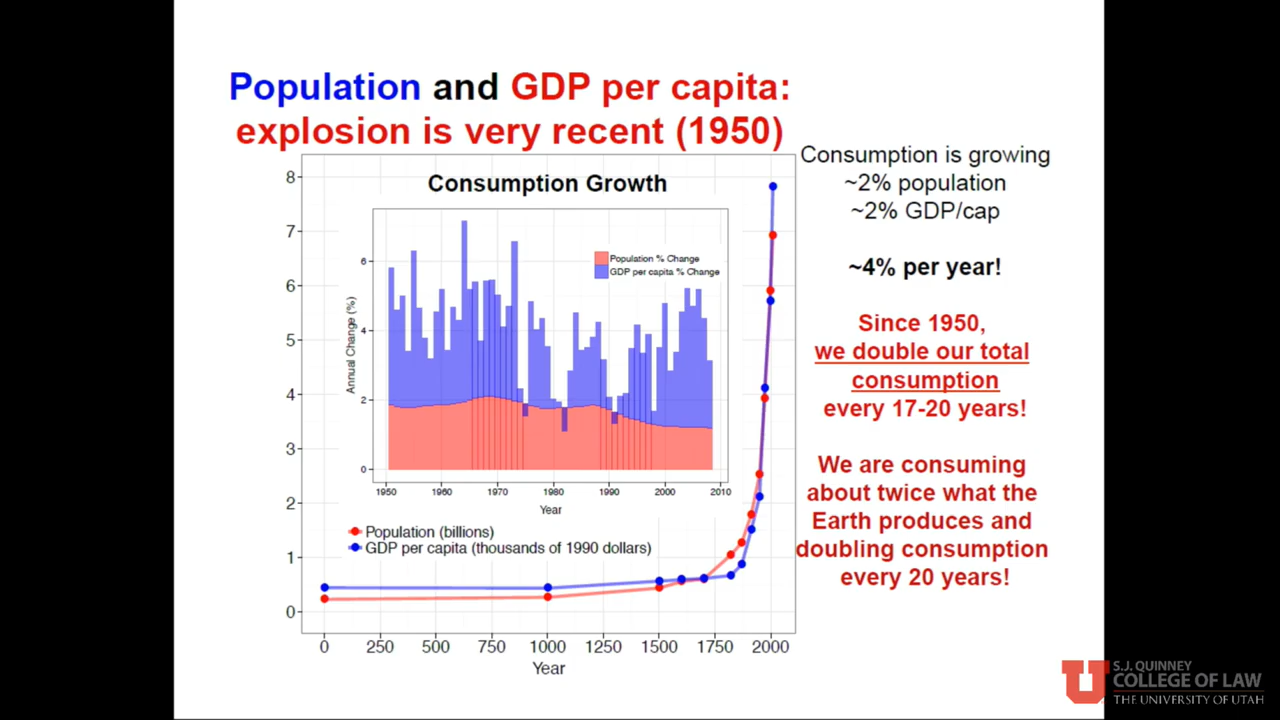 Population and GDP per capita:
explosion is very recent (1950)
Consumption is growing
~2% population
~2% GDP/cap
~4% per year!
Since 1950,
we double our total
consumption
every 17-20 years!
We are consuming
about twice what the
Earth produces and
doubling consumption
every 20 years!
8
7
6
5
4
3
2
1
0
Consumption Growth
Population % Change
GDP per capita % Change
Annual Change (%)
6
4
2
0
1950 1960 1970 1980 1990 2000 2010
Year
Population (billions)
GDP per capita (thousands of 1990 dollars)
0 250 500 750 1000 1250 1500 1750 2000
Year
U
S.J. QUINNEY
COLLEGE OF LAW
THE UNIVERSITY OF UTAH